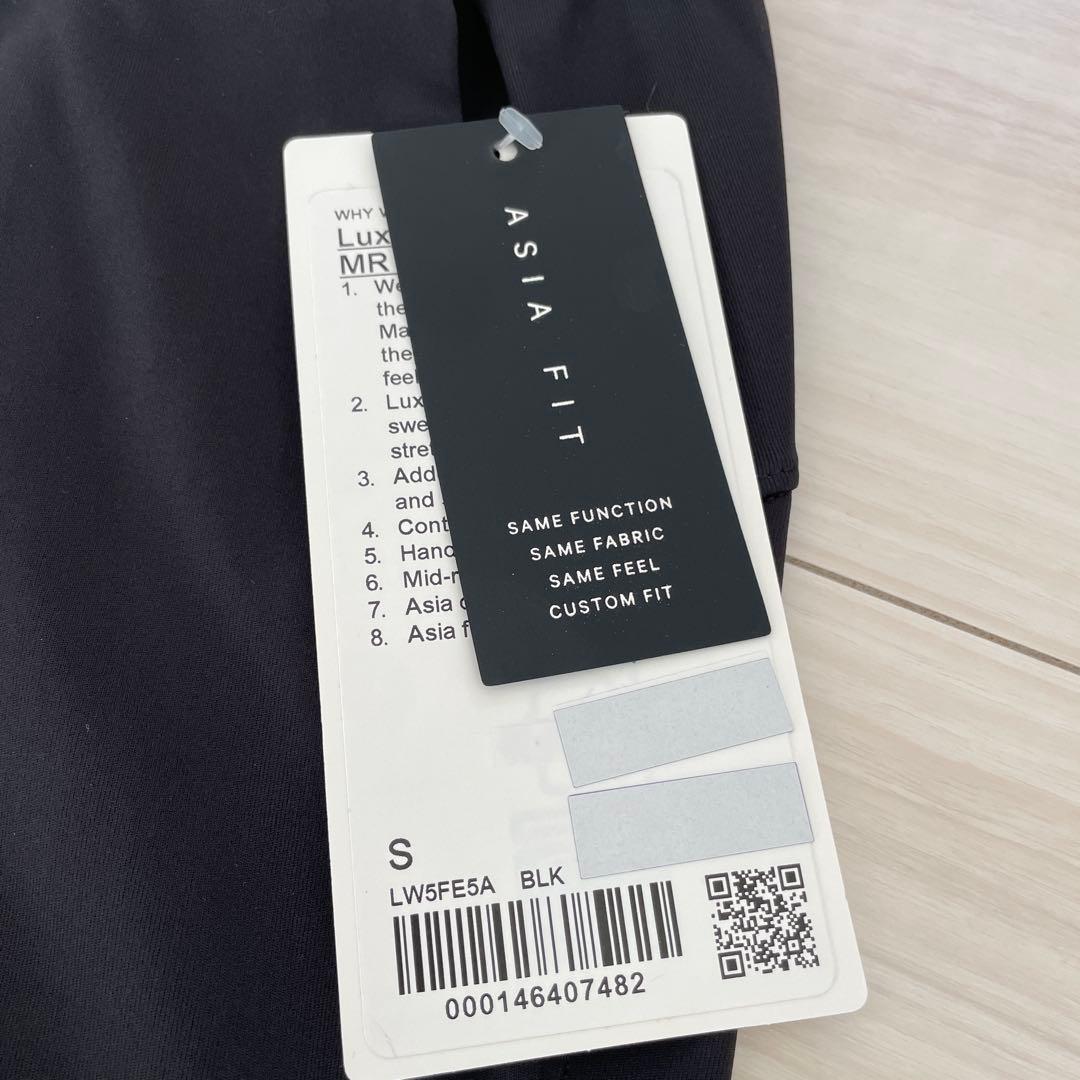 WHY
Lux
MR
1. We
the
Ma
the
feel
2. Lux
swe
stret
3. Add
and
4. Cont
5. Hand
6. Mid-r
7. Asia
8. Asia f
ASIA FIT
SAME FUNCTION
SAME FABRIC
SAME FEEL
CUSTOM FIT
S
LW5FE5A BLK
000146407482